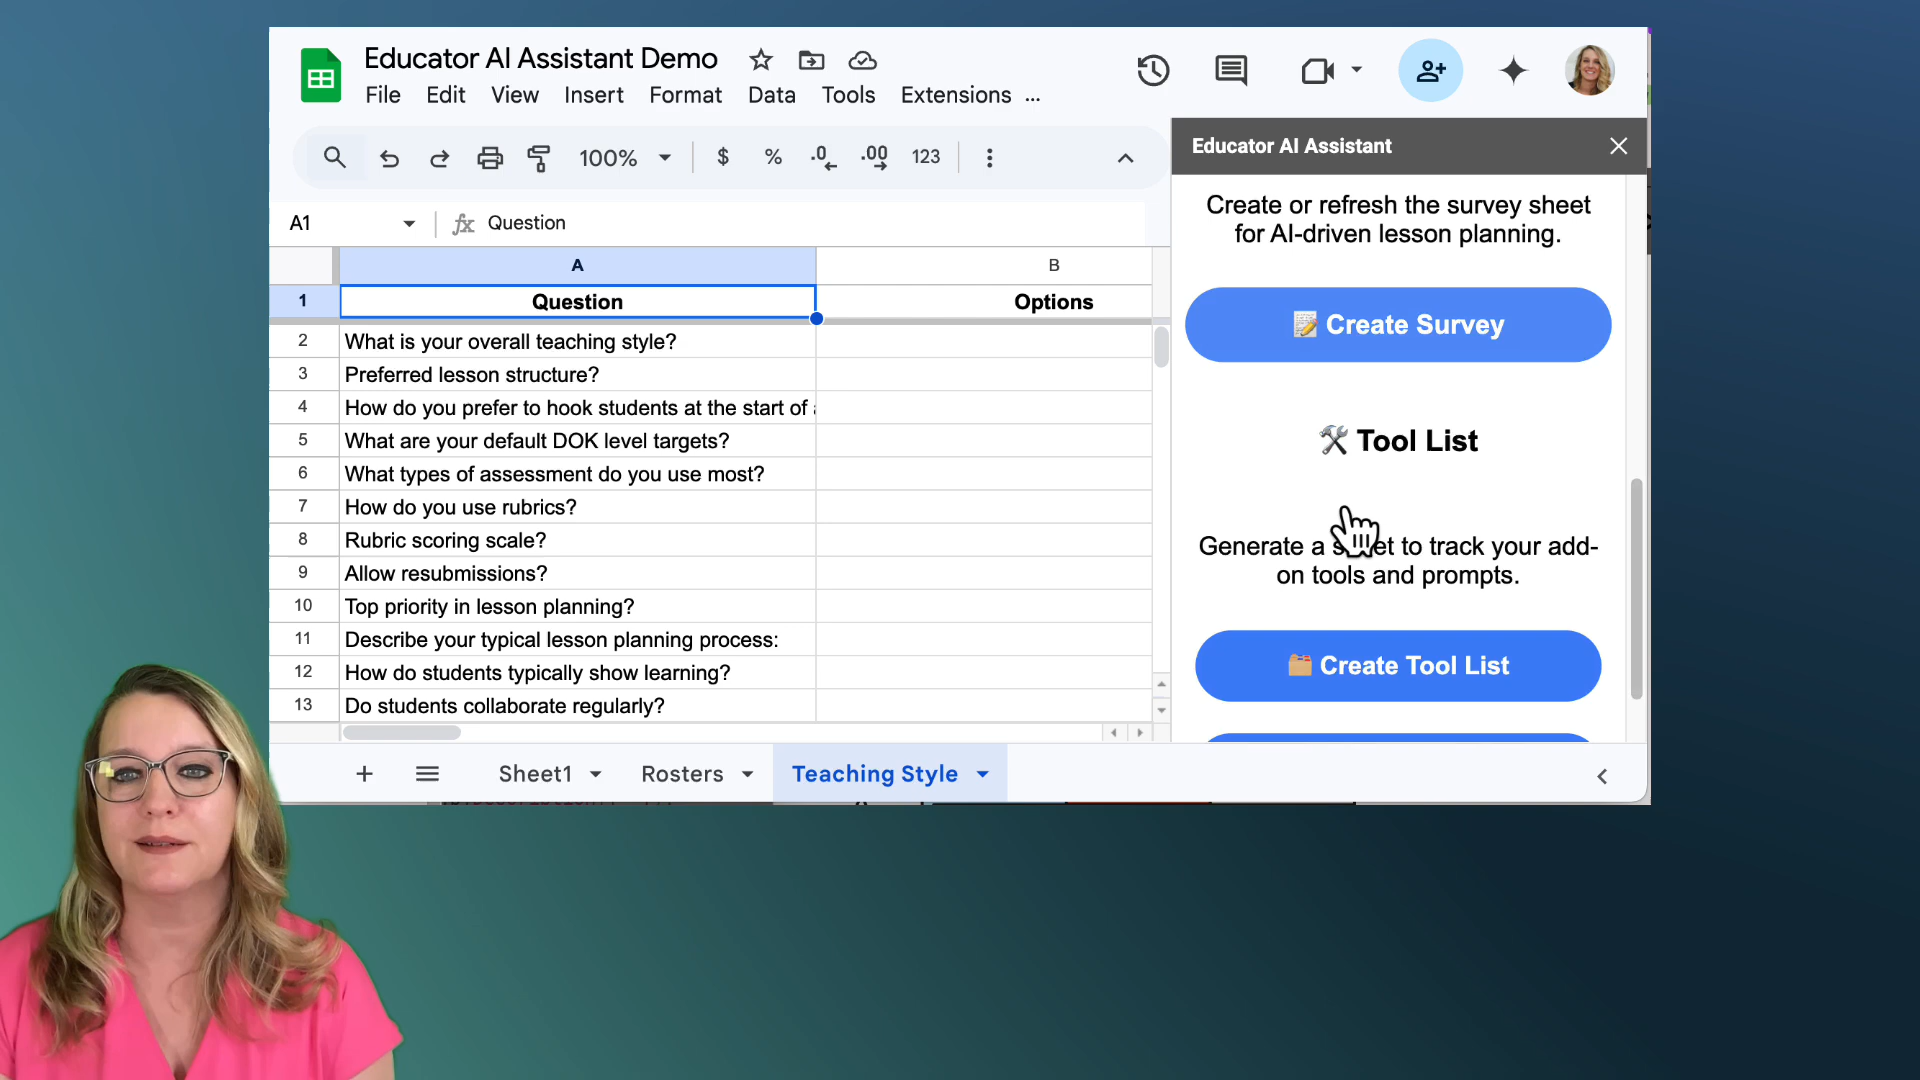 Educator AI Assistant Demo
File Edit View Insert Format Data Tools Extensions ...
100% $ % .0 .00 123
Educator AI Assistant
A1 fx Question
A B
1 Question Options
2 What is your overall teaching style?
3 Preferred lesson structure?
4 How do you prefer to hook students at the start of
5 What are your default DOK level targets?
6 What types of assessment do you use most?
7 How do you use rubrics?
8 Rubric scoring scale?
9 Allow resubmissions?
10 Top priority in lesson planning?
11 Describe your typical lesson planning process:
12 How do students typically show learning?
13 Do students collaborate regularly?
Create or refresh the survey sheet
for AI-driven lesson planning.
Create Survey
Tool List
Generate a to track your add-
on tools and prompts.
Create Tool List
Sheet1 Rosters Teaching Style